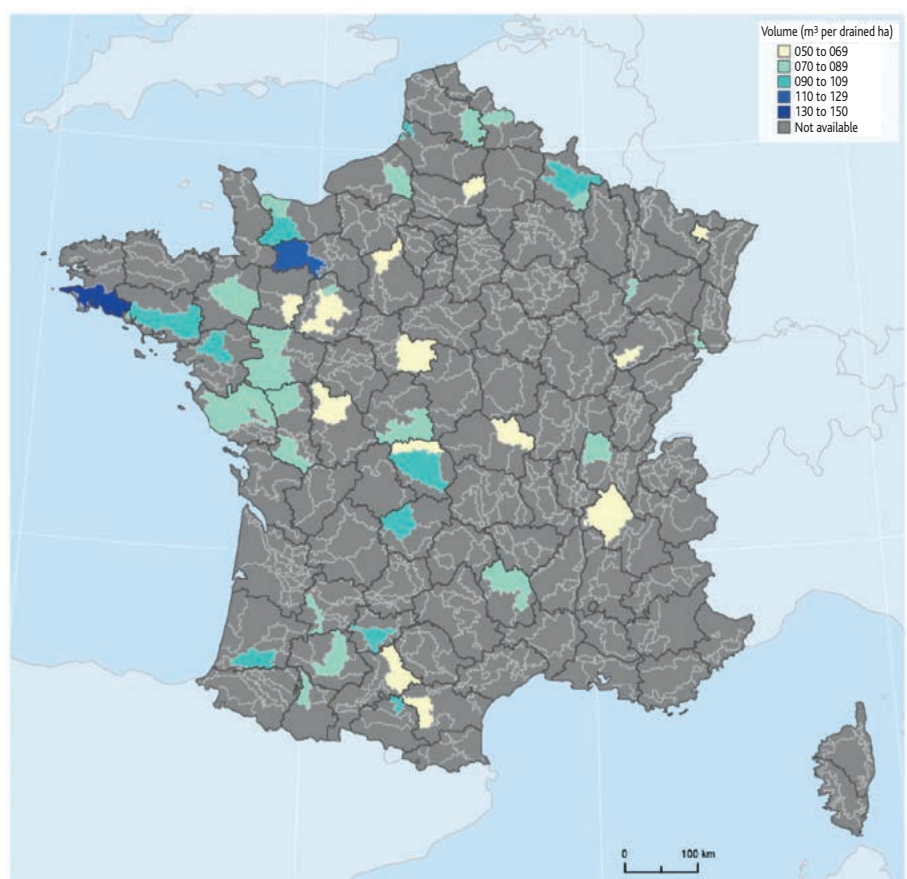 Volume (m³ per drained ha)
050 to 069
070 to 089
090 to 109
110 to 129
130 to 150
Not available
0 100 km